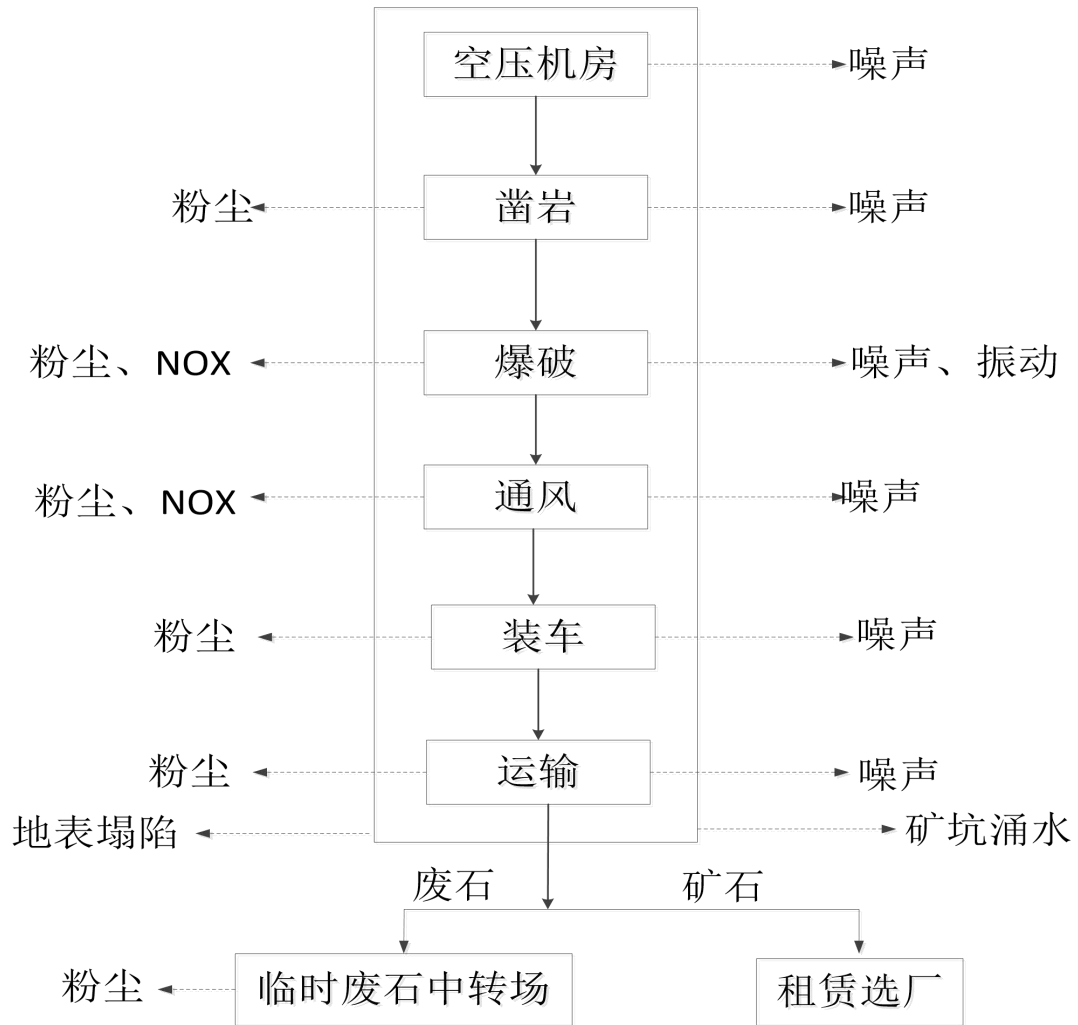 空压机房
噪声
粉尘
凿岩
噪声
粉尘、NOX
爆破
噪声、振动
粉尘、NOX
通风
噪声
粉尘
装车
噪声
粉尘
运输
噪声
地表塌陷
矿坑涌水
废石
矿石
粉尘
临时废石中转场
租赁选厂